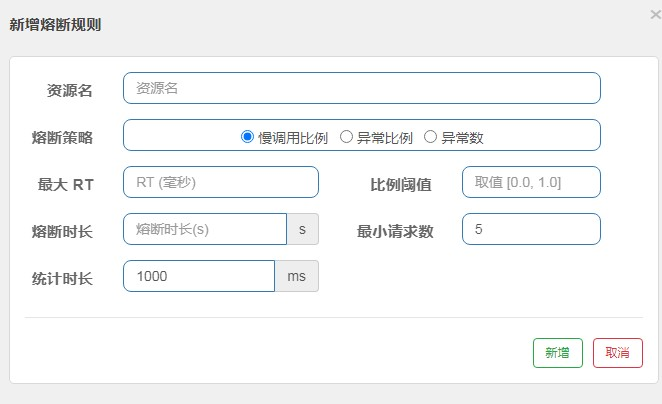 新增熔断规则
资源名 资源名
熔断策略 慢调用比例 异常比例 异常数
最大 RT RT (毫秒) 比例阈值 取值 [0.0, 1.0]
熔断时长 熔断时长(s) s 最小请求数 5
统计时长 1000 ms
新增 取消